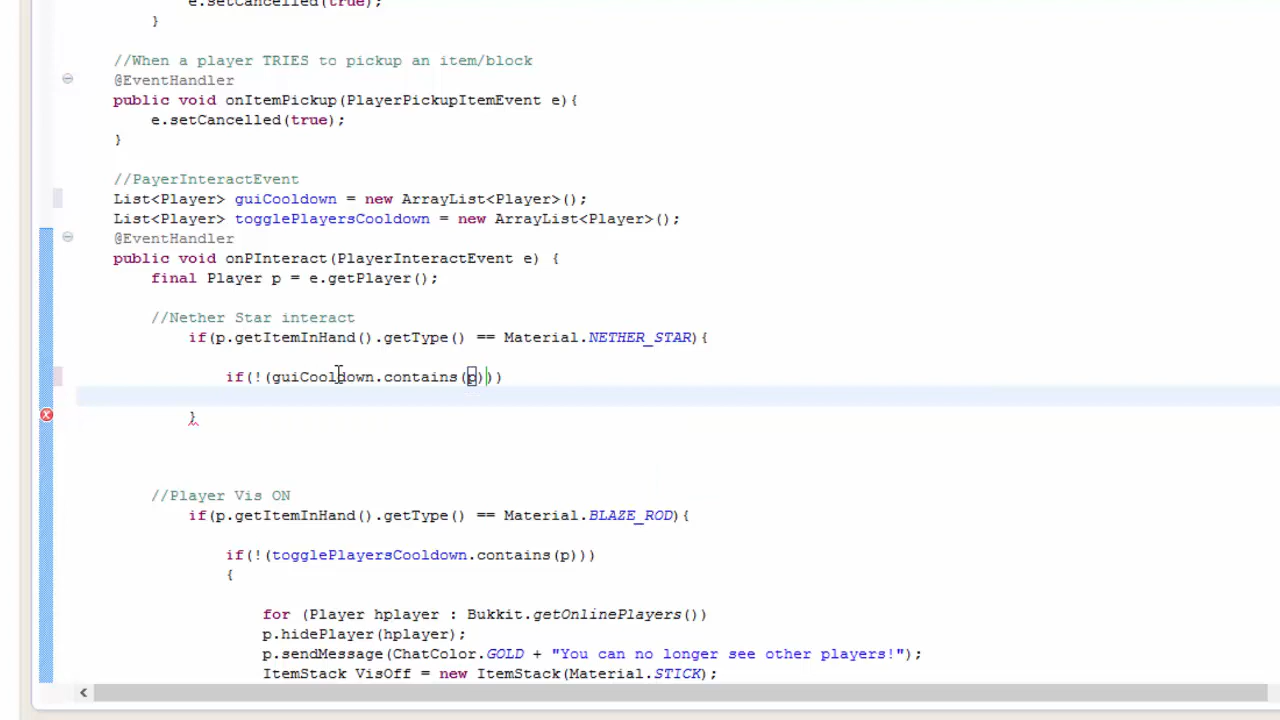 e.setCancelled(true);
}
//When a player TRIES to pickup an item/block
@EventHandler
public void onItemPickup(PlayerPickupItemEvent e){
e.setCancelled(true);
}
//PayerInteractEvent
List<Player> guiCooldown = new ArrayList<Player>();
List<Player> togglePlayersCooldown = new ArrayList<Player>();
@EventHandler
public void onPInteract(PlayerInteractEvent e) {
final Player p = e.getPlayer();
//Nether Star interact
if(p.getItemInHand().getType() == Material.NETHER_STAR){
if(!(guiCooldown.contains(p)))
}
//Player Vis ON
if(p.getItemInHand().getType() == Material.BLAZE_ROD){
if(!(togglePlayersCooldown.contains(p)))
{
for (Player hplayer : Bukkit.getOnlinePlayers())
p.hidePlayer(hplayer);
p.sendMessage(ChatColor.GOLD + "You can no longer see other players!");
ItemStack VisOff = new ItemStack(Material.STICK);